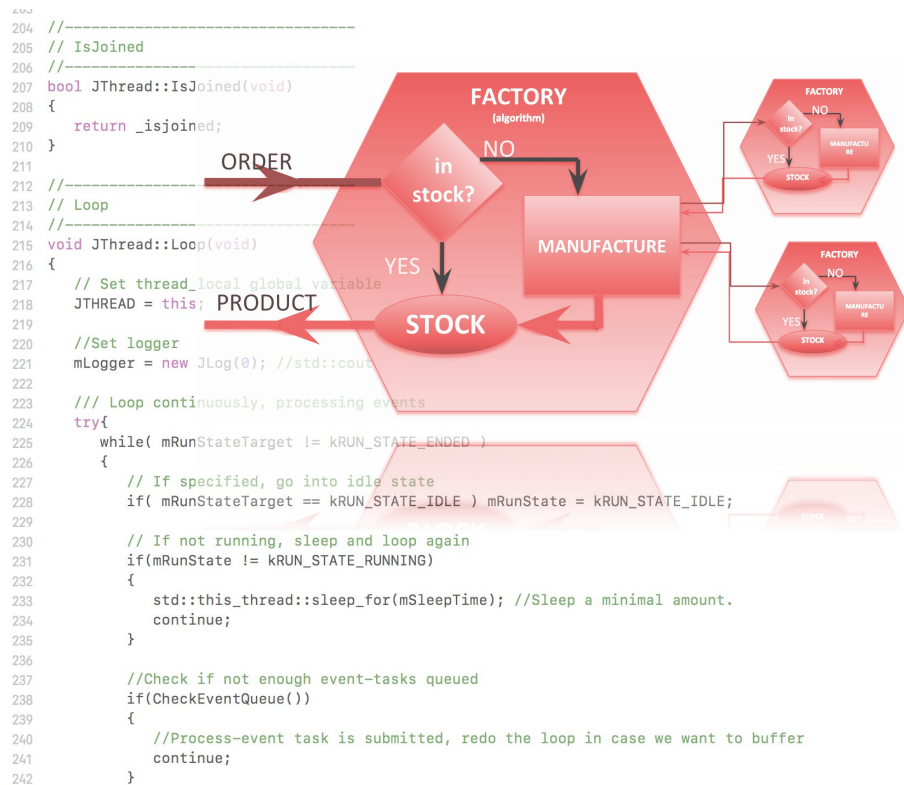 203
204 //----------------------------------
205 // IsJoined
206 //----------------------------------
207 bool JThread::IsJoined(void)
208 {
209 return _isjoined;
210 }
211
212 //----------------------------------
213 // Loop
214 //----------------------------------
215 void JThread::Loop(void)
216 {
217 // Set thread_local global variable
218 JTHREAD = this;
219
220 //Set logger
221 mLogger = new JLog(0); //std::cout
222
223 /// Loop continuously, processing events
224 try{
225 while( mRunStateTarget != kRUN_STATE_ENDED )
226 {
227 // If specified, go into idle state
228 if( mRunStateTarget == kRUN_STATE_IDLE ) mRunState = kRUN_STATE_IDLE;
229
230 // If not running, sleep and loop again
231 if(mRunState != kRUN_STATE_RUNNING)
232 {
233 std::this_thread::sleep_for(mSleepTime); //Sleep a minimal amount.
234 continue;
235 }
236
237 //Check if not enough event-tasks queued
238 if(CheckEventQueue())
239 {
240 //Process-event task is submitted, redo the loop in case we want to buffer
241 continue;
242 }
FACTORY
(algorithm)
ORDER
in
stock?
NO
YES
MANUFACTURE
PRODUCT
STOCK
FACTORY
in
stock?
NO
YES
MANUFACTU
RE
STOCK
FACTORY
in
stock?
NO
YES
MANUFACTU
RE
STOCK